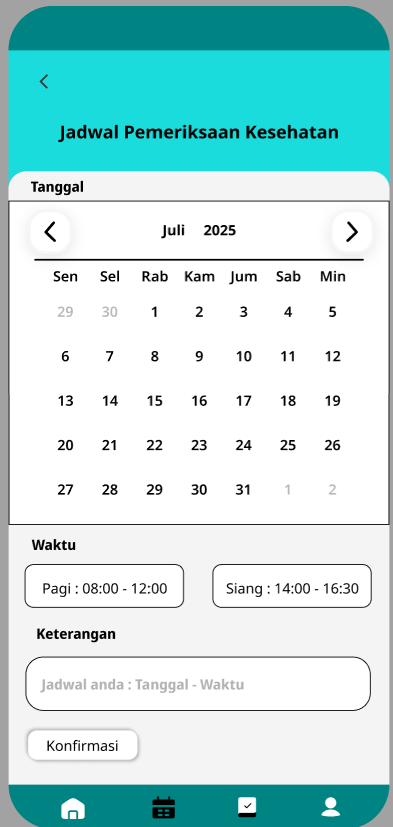 Jadwal Pemeriksaan Kesehatan
Tanggal
Juli 2025
Sen Sel Rab Kam Jum Sab Min
29 30 1 2 3 4 5
6 7 8 9 10 11 12
13 14 15 16 17 18 19
20 21 22 23 24 25 26
27 28 29 30 31 1 2
Waktu
Pagi : 08:00 - 12:00 Siang : 14:00 - 16:30
Keterangan
Jadwal anda : Tanggal - Waktu
Konfirmasi